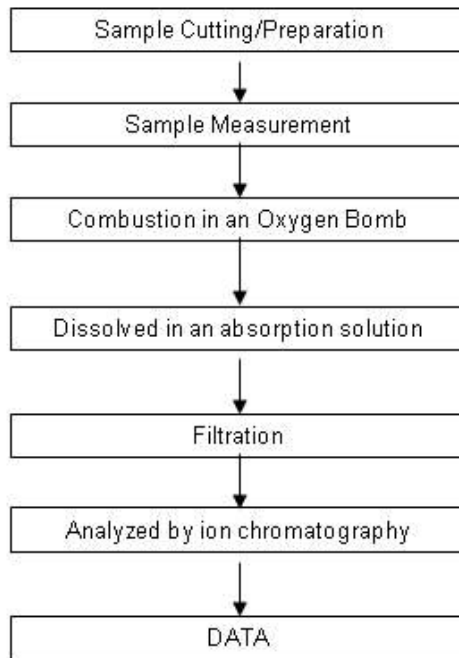 Sample Cutting/Preparation
Sample Measurement
Combustion in an Oxygen Bomb
Dissolved in an absorption solution
Filtration
Analyzed by ion chromatography
DATA